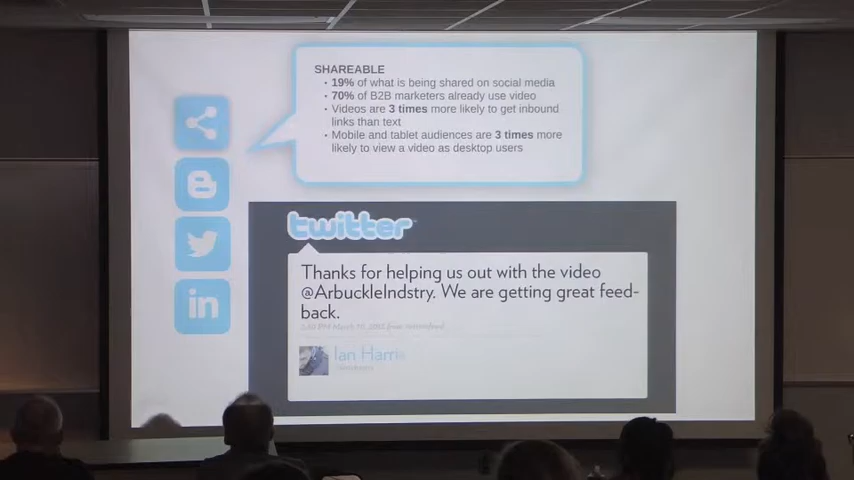 SHAREABLE
• 19% of what is being shared on social media
• 70% of B2B marketers already use video
• Videos are 3 times more likely to get inbound
links than text
• Mobile and tablet audiences are 3 times more
likely to view a video as desktop users
twitter
Thanks for helping us out with the video
@ArbuckleIndstry. We are getting great feed-
back.
Ian Harris
in